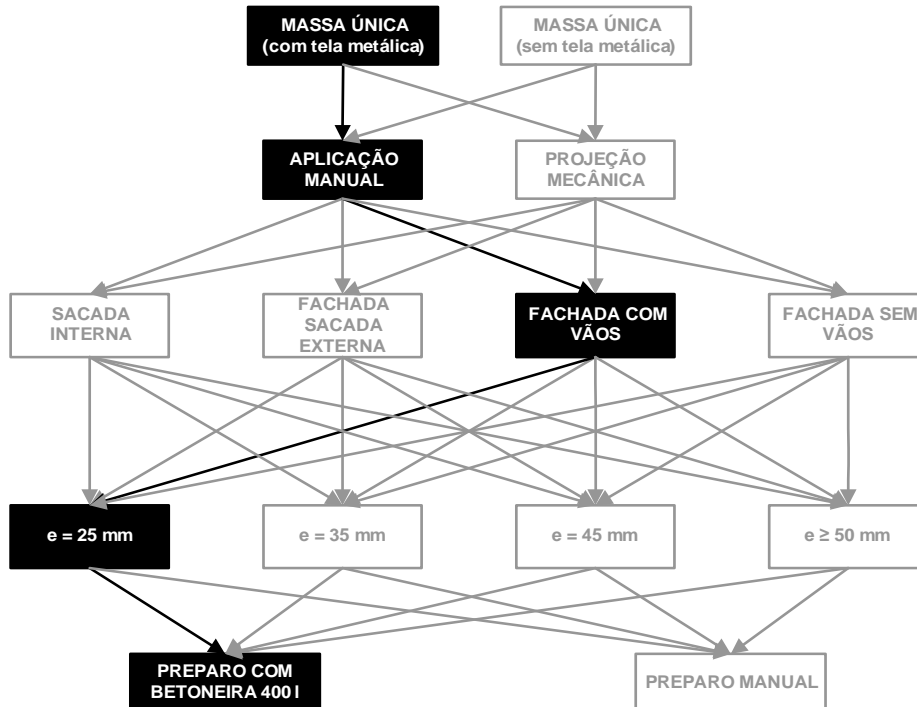 MASSA ÚNICA
(com tela metálica)
MASSA ÚNICA
(sem tela metálica)
APLICAÇÃO
MANUAL
PROJEÇÃO
MECÂNICA
SACADA
INTERNA
FACHADA
SACADA
EXTERNA
FACHADA COM
VÃOS
FACHADA SEM
VÃOS
e = 25 mm
e = 35 mm
e = 45 mm
e ≥ 50 mm
PREPARO COM
BETONEIRA 400 l
PREPARO MANUAL